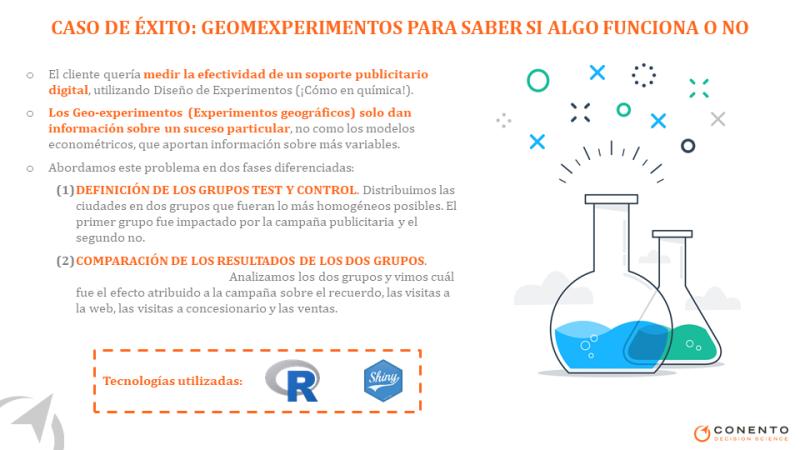 CASO DE ÉXITO: GEOMEXPERIMENTOS PARA SABER SI ALGO FUNCIONA O NO
○ El cliente quería medir la efectividad de un soporte publicitario
digital, utilizando Diseño de Experimentos (¡Cómo en química!).
○ Los Geo-experimentos (Experimentos geográficos) solo dan
información sobre un suceso particular, no como los modelos
econométricos, que aportan información sobre más variables.
○ Abordamos este problema en dos fases diferenciadas:
(1) DEFINICIÓN DE LOS GRUPOS TEST Y CONTROL. Distribuimos las
ciudades en dos grupos que fueran lo más homogéneos posibles. El
primer grupo fue impactado por la campaña publicitaria y el
segundo no.
(2) COMPARACIÓN DE LOS RESULTADOS DE LOS DOS GRUPOS.
Analizamos los dos grupos y vimos cuál
fue el efecto atribuido a la campaña sobre el recuerdo, las visitas a
la web, las visitas a concesionario y las ventas.
Tecnologías utilizadas:
R
Shiny
CONENTO
DECISION SCIENCE